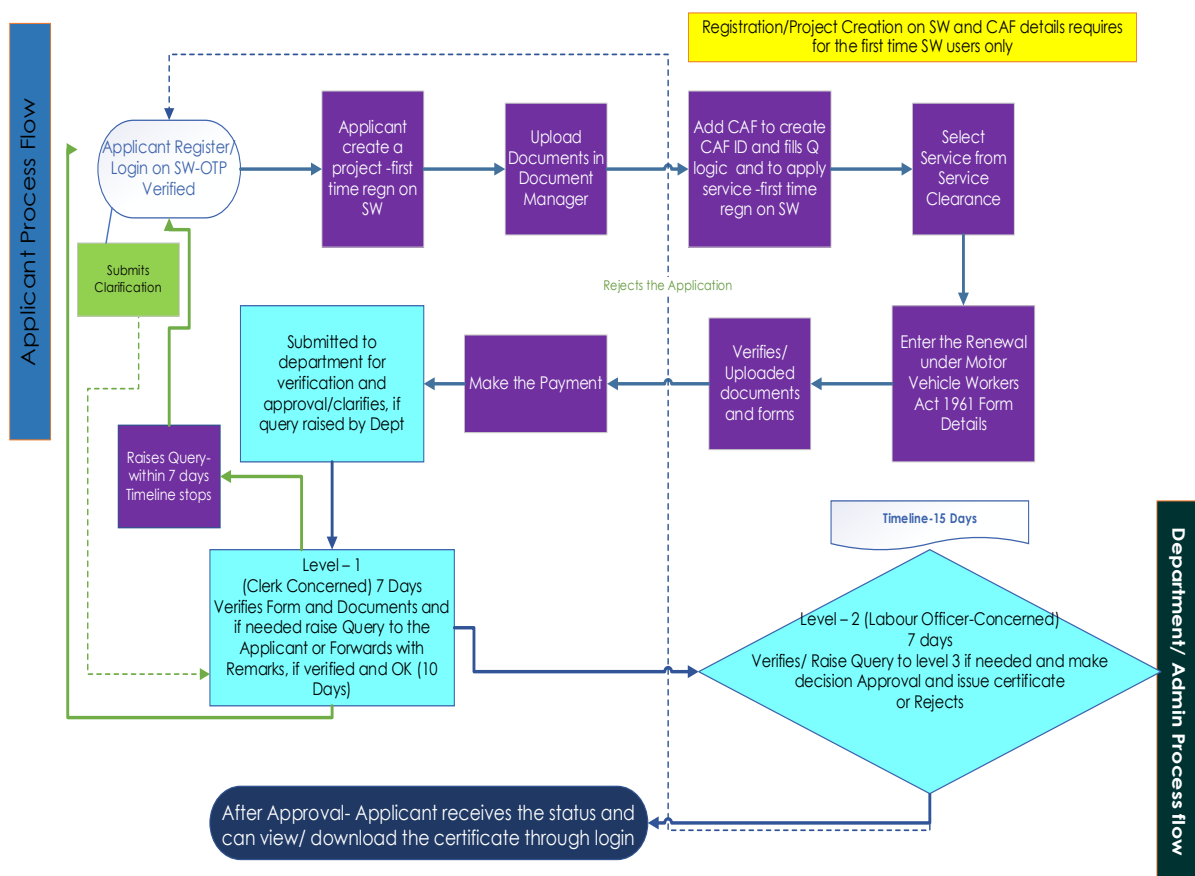 Registration/Project Creation on SW and CAF details requires
for the first time SW users only
Applicant Process Flow
Applicant Register/
Login on SW-OTP
Verified
Applicant
create a
project -first
time regn on
SW
Upload
Documents in
Document
Manager
Add CAF to create
CAF ID and fills Q
logic and to apply
service -first time
regn on SW
Select
Service from
Service
Clearance
Submits
Clarification
Rejects the Application
Submitted to
department for
verification and
approval/clarifies, if
query raised by Dept
Make the Payment
Verifies/
Uploaded
documents
and forms
Enter the Renewal
under Motor
Vehicle Workers
Act 1961 Form
Details
Raises Query-
within 7 days
Timeline stops
Timeline-15 Days
Level – 1
(Clerk Concerned) 7 Days
Verifies Form and Documents and
if needed raise Query to the
Applicant or Forwards with
Remarks, if verified and OK (10
Days)
Level – 2 (Labour Officer-Concerned)
7 days
Verifies/ Raise Query to level 3 if needed and make
decision Approval and issue certificate
or Rejects
Department/ Admin Process flow
After Approval- Applicant receives the status and
can view/ download the certificate through login